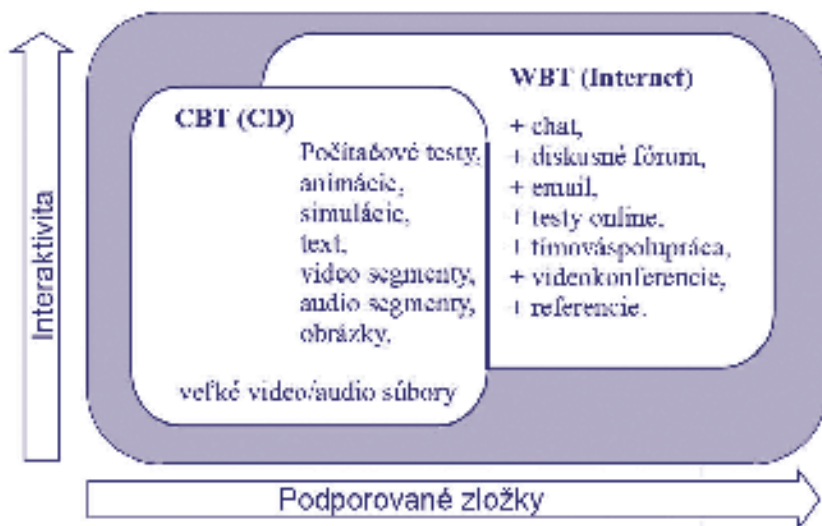 Interaktivita
CBT (CD)
Počítačové testy,
animácie,
simulácie,
text,
video segmenty,
audio segmenty,
obrázky,
veľké video/audio súbory
WBT (Internet)
+ chat,
+ diskusné fórum,
+ email,
+ testy online,
+ tímováspolupráca,
+ videokonferencie,
+ referencie.
Podporované zložky